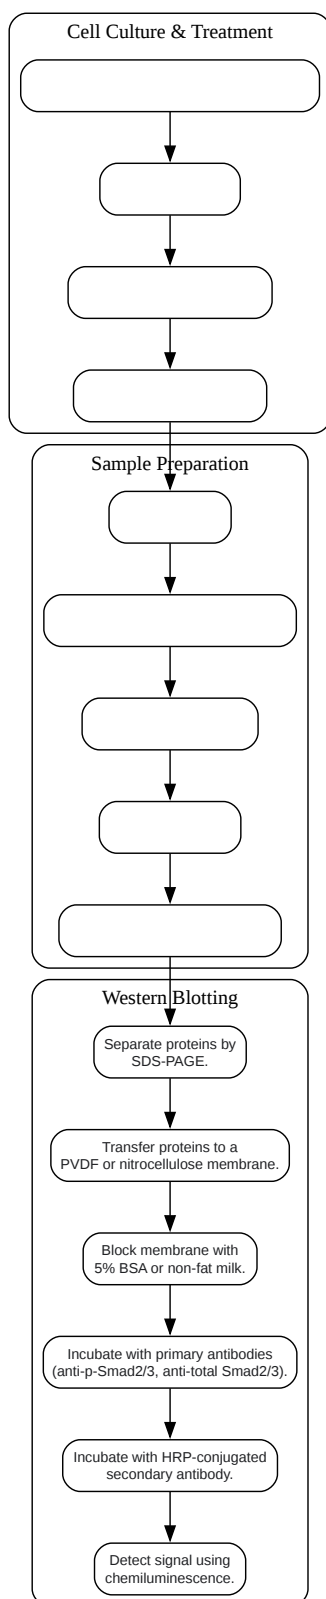 Cell Culture & Treatment
Sample Preparation
Western Blotting
Separate proteins by
SDS-PAGE.
Transfer proteins to a
PVDF or nitrocellulose membrane.
Block membrane with
5% BSA or non-fat milk.
Incubate with primary antibodies
(anti-p-Smad2/3, anti-total Smad2/3).
Incubate with HRP-conjugated
secondary antibody.
Detect signal using
chemiluminescence.